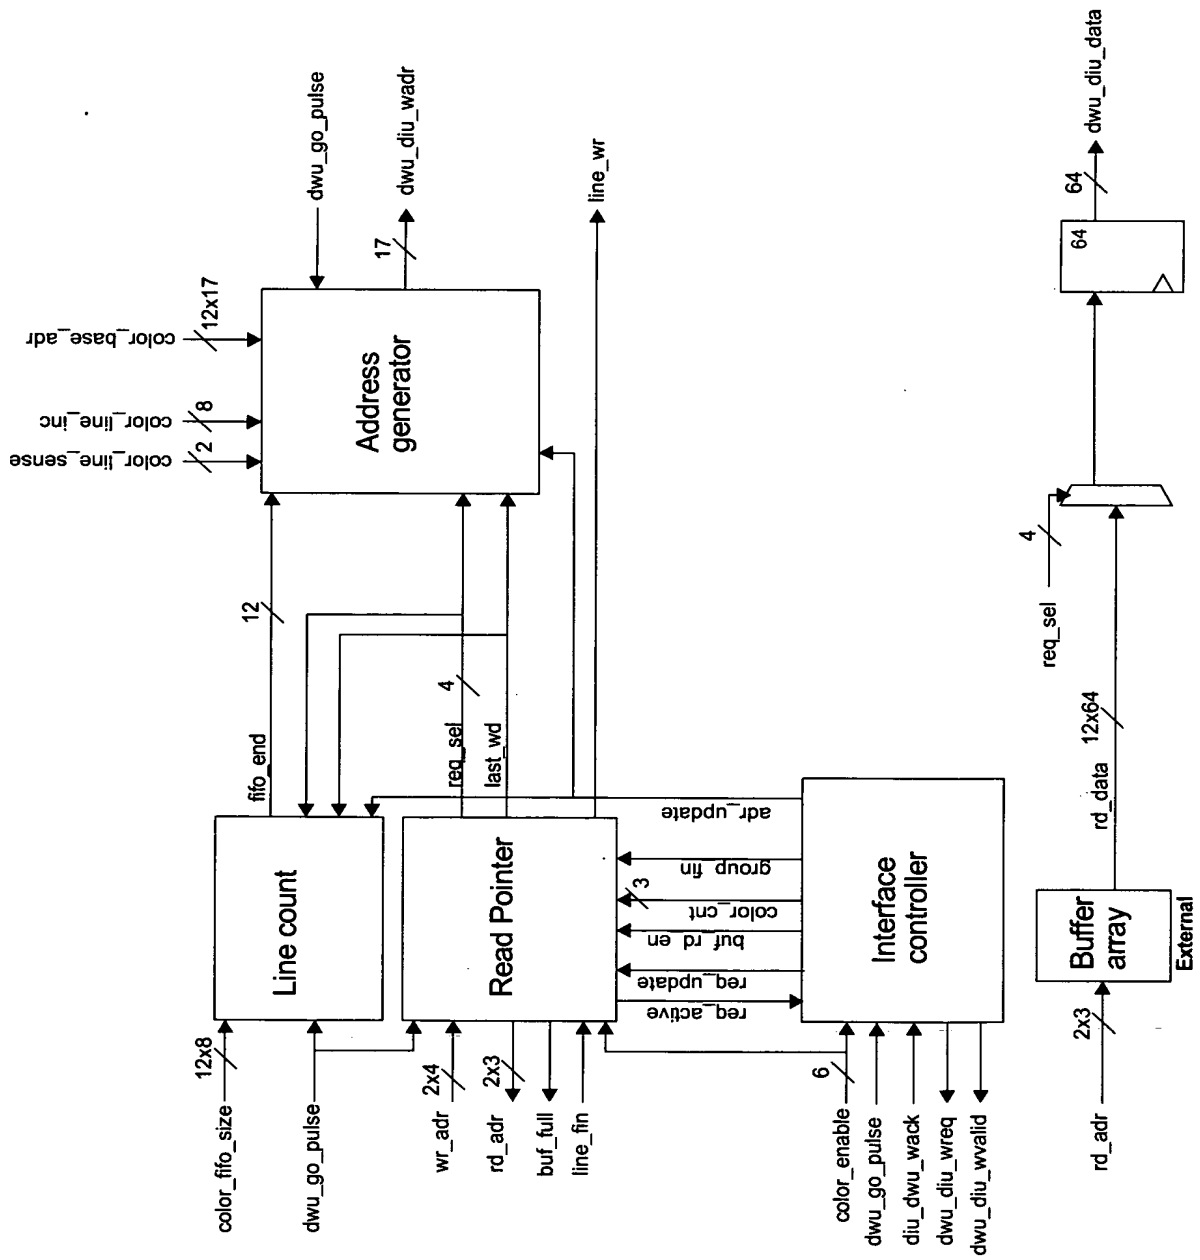 color_fifo_size
12x8
dwu_go_pulse
wr_adr
2x4
rd_adr
2x3
buf_full
line_fin
color_enable
6
dwu_go_pulse
diu_dwu_wack
dwu_diu_wreq
dwu_diu_wvalid
rd_adr
2x3
Line count
Read Pointer
Interface
controller
Buffer
array
External
req_active
req_update
buf_rd_en
color_cnt
3
group_fin
adr_update
fifo_end
12
req_sel
4
last_wd
rd_data
12x64
req_sel
4
color_line_sense
2
color_line_inc
8
color_base_adr
12x17
Address
generator
dwu_go_pulse
17
dwu_diu_wadr
line_wr
64
64
dwu_diu_data